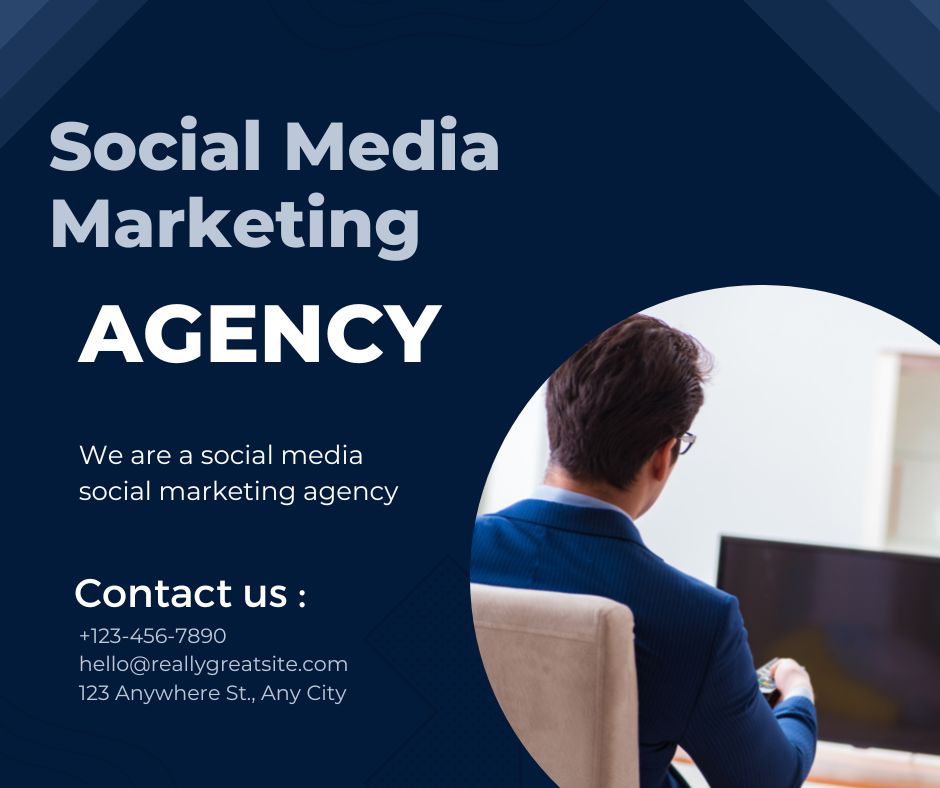 Social Media
Marketing
AGENCY
We are a social media
social marketing agency
Contact us :
+123-456-7890
hello@reallygreatsite.com
123 Anywhere St., Any City